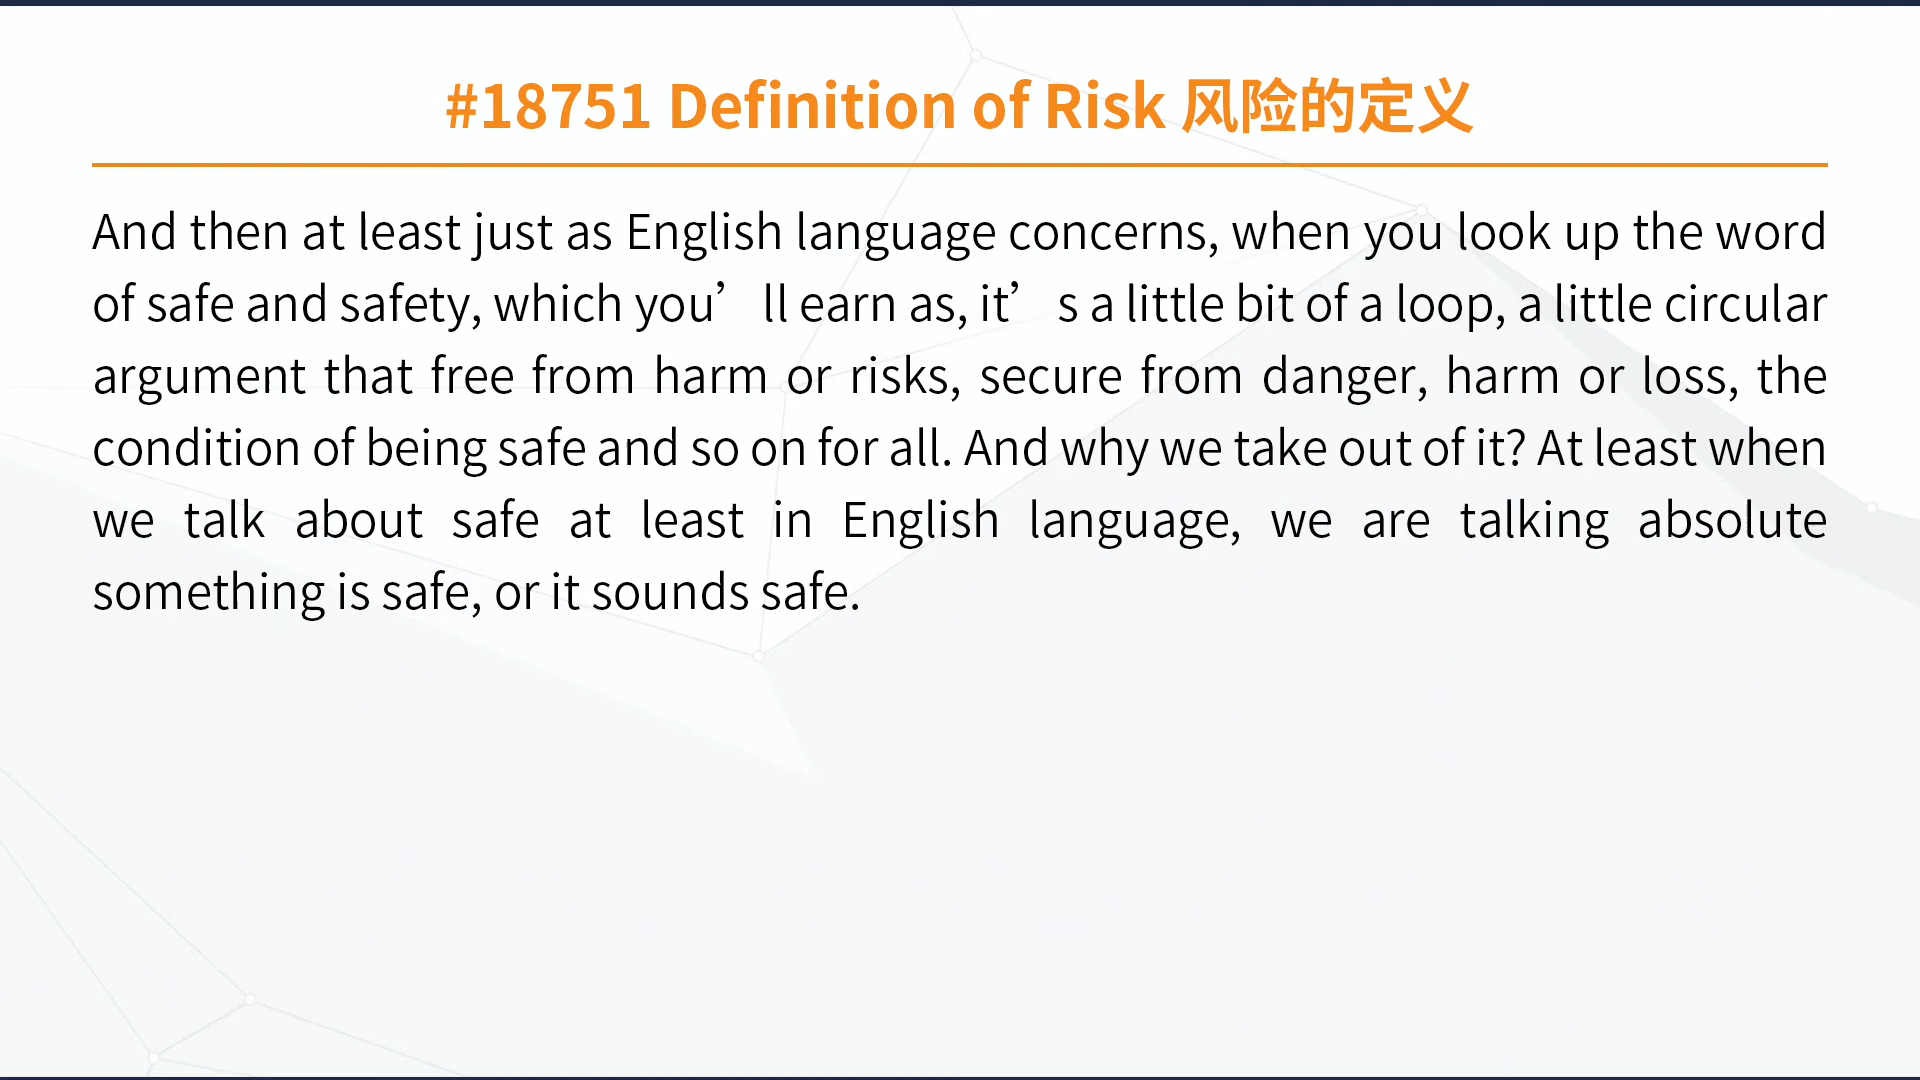 #18751 Definition of Risk 风险的定义
And then at least just as English language concerns, when you look up the word
of safe and safety, which you’ll earn as, it’s a little bit of a loop, a little circular
argument that free from harm or risks, secure from danger, harm or loss, the
condition of being safe and so on for all. And why we take out of it? At least when
we talk about safe at least in English language, we are talking absolute
something is safe, or it sounds safe.